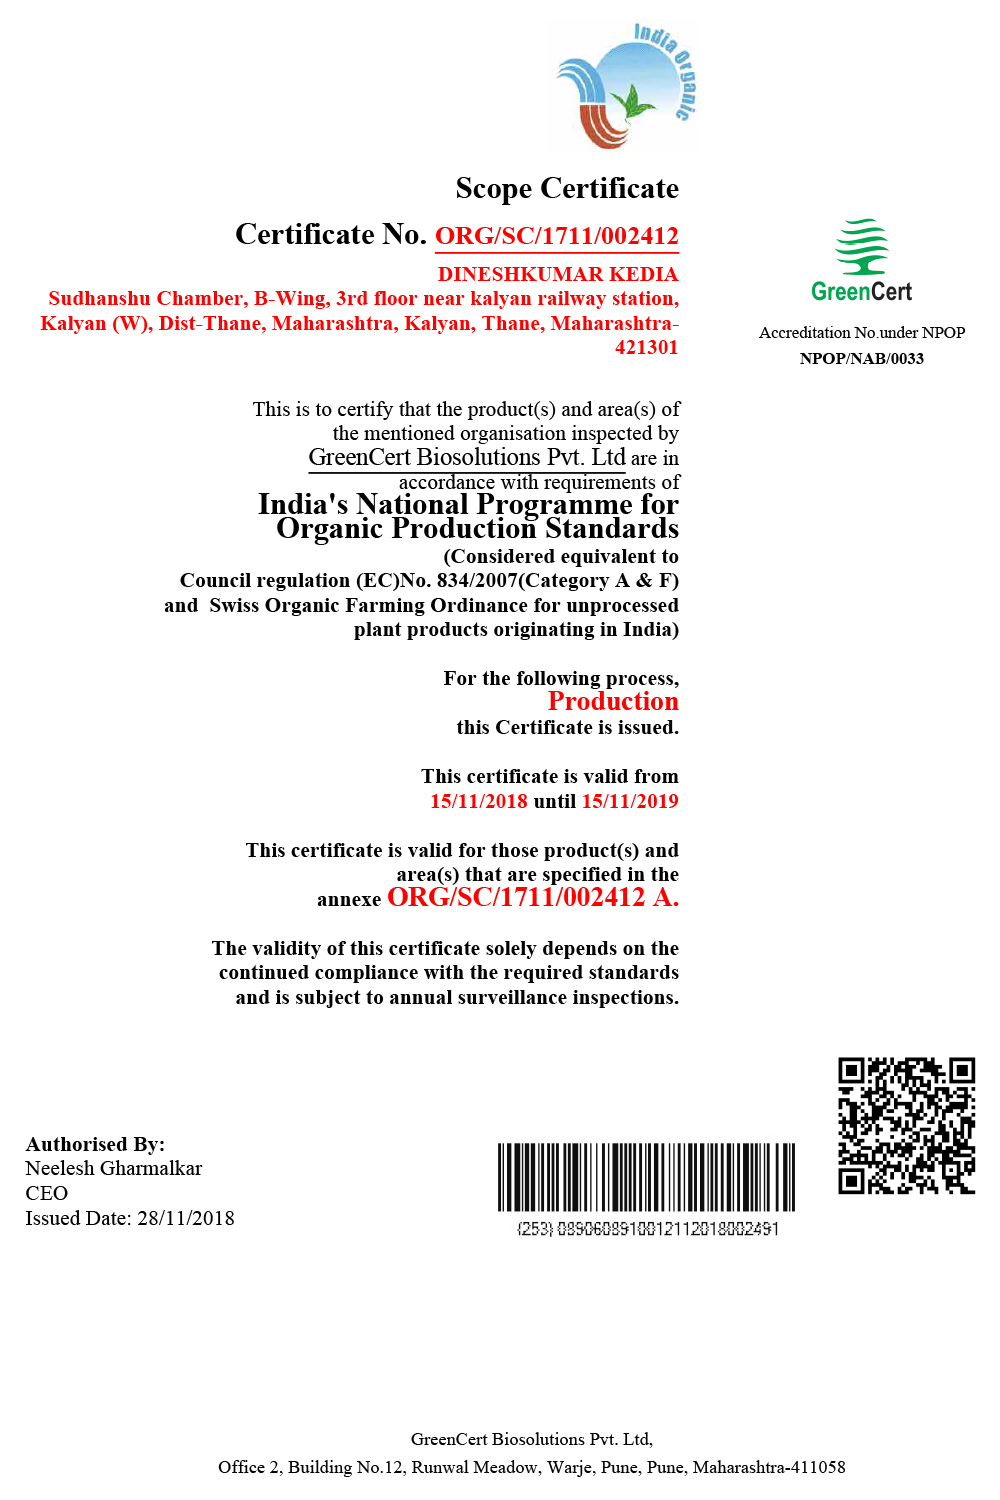 India Organic
Scope Certificate
Certificate No. ORG/SC/1711/002412
DINESHKUMAR KEDIA
Sudhanshu Chamber, B-Wing, 3rd floor near kalyan railway station,
Kalyan (W), Dist-Thane, Maharashtra, Kalyan, Thane, Maharashtra-
421301
GreenCert
Accreditation No.under NPOP
NPOP/NAB/0033
This is to certify that the product(s) and area(s) of
the mentioned organisation inspected by
GreenCert Biosolutions Pvt. Ltd are in
accordance with requirements of
India's National Programme for
Organic Production Standards
(Considered equivalent to
Council regulation (EC)No. 834/2007(Category A & F)
and  Swiss Organic Farming Ordinance for unprocessed
plant products originating in India)
For the following process,
Production
this Certificate is issued.
This certificate is valid from
15/11/2018 until 15/11/2019
This certificate is valid for those product(s) and
area(s) that are specified in the
annexe ORG/SC/1711/002412 A.
The validity of this certificate solely depends on the
continued compliance with the required standards
and is subject to annual surveillance inspections.
Authorised By:
Neelesh Gharmalkar
CEO
Issued Date: 28/11/2018
(253) 0890608910012112018002491
GreenCert Biosolutions Pvt. Ltd,
Office 2, Building No.12, Runwal Meadow, Warje, Pune, Pune, Maharashtra-411058